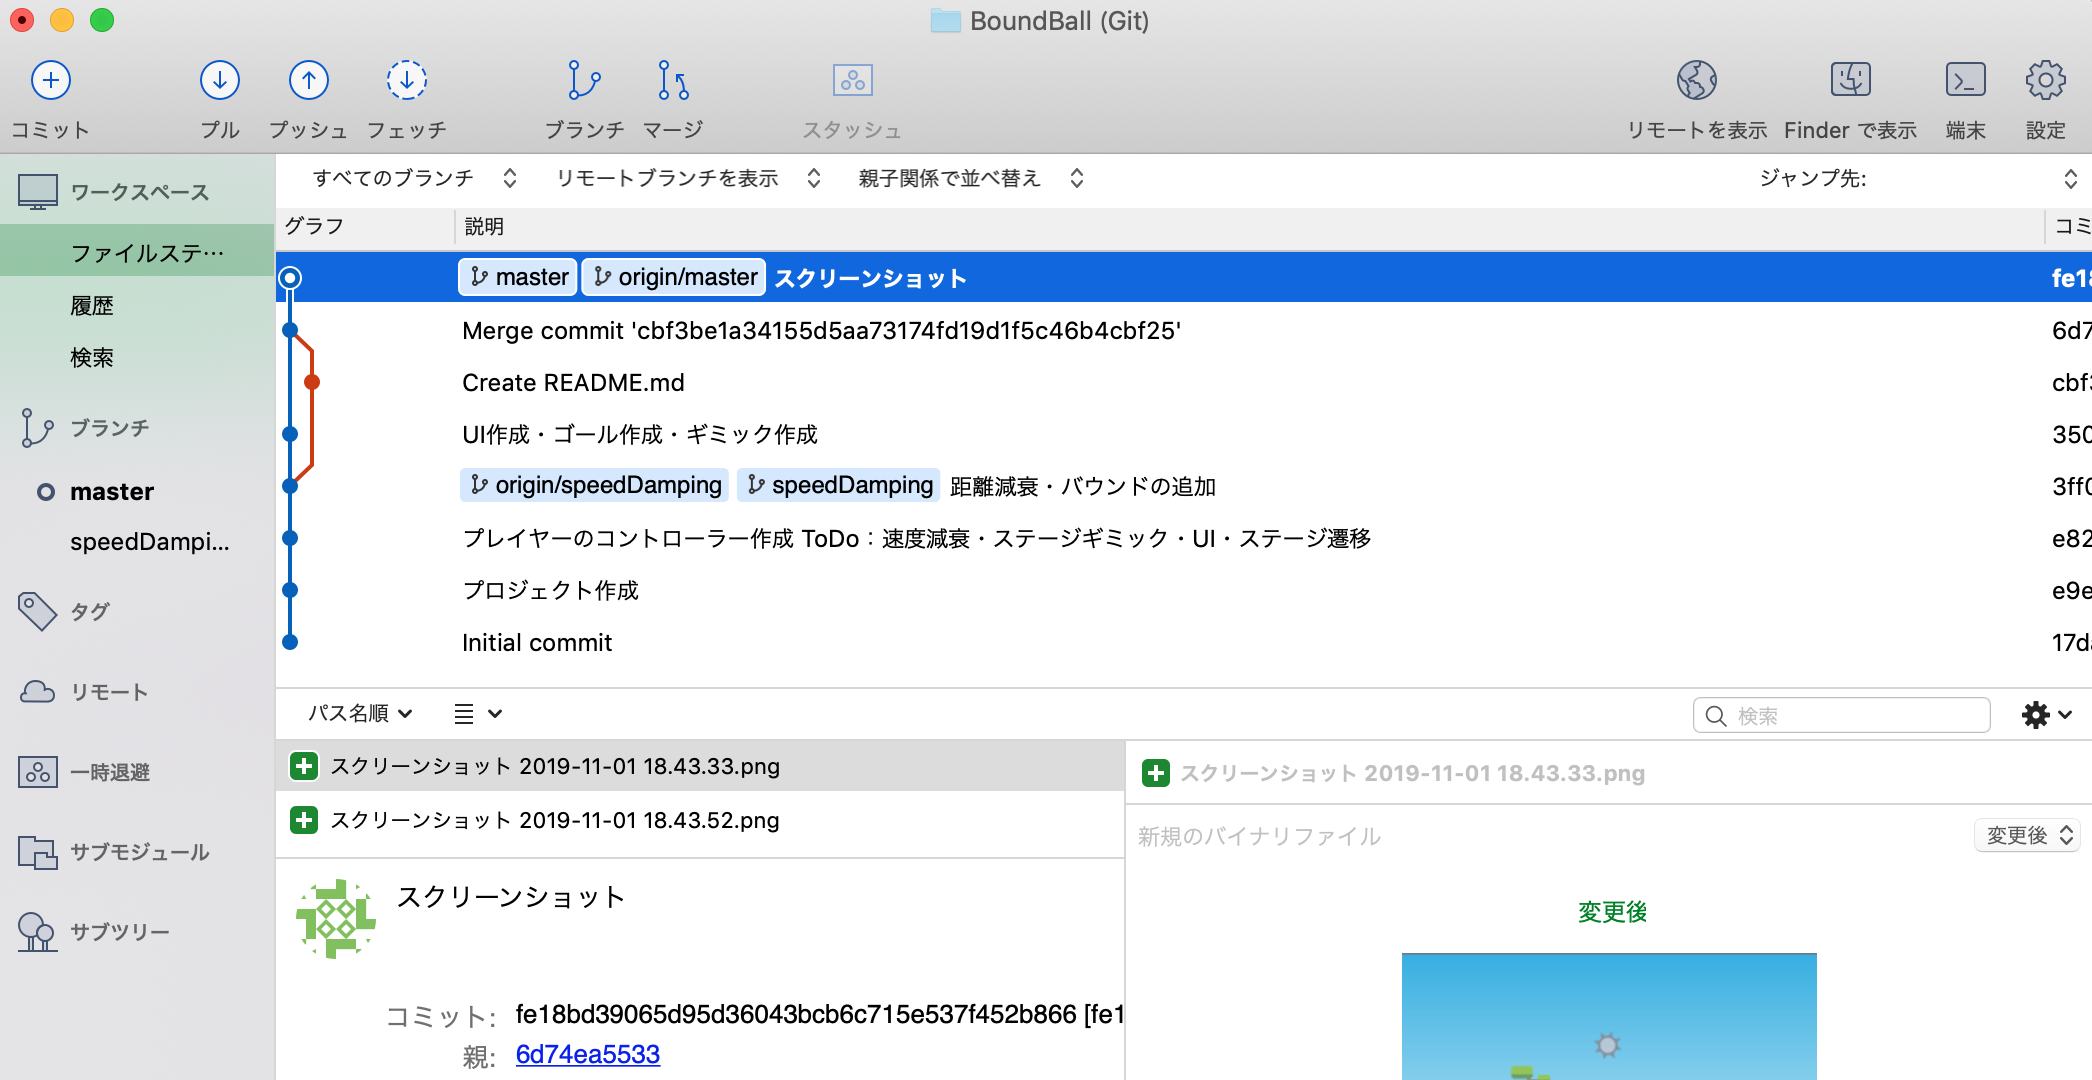 BoundBall (Git)
コミット プル プッシュ フェッチ ブランチ マージ スタッシュ リモートを表示 Finder で表示 端末 設定
ワークスペース
ファイルステ…
履歴
検索
ブランチ
master
speedDampi...
タグ
リモート
一時退避
サブモジュール
サブツリー
すべてのブランチ リモートブランチを表示 親子関係で並べ替え ジャンプ先:
グラフ 説明 コミ
master origin/master スクリーンショット fe18
Merge commit 'cbf3be1a34155d5aa73174fd19d1f5c46b4cbf25' 6d7
Create README.md cbf3
UI作成・ゴール作成・ギミック作成 350
origin/speedDamping speedDamping 距離減衰・バウンドの追加 3ff0
プレイヤーのコントローラー作成 ToDo：速度減衰・ステージギミック・UI・ステージ遷移 e82
プロジェクト作成 e9e
Initial commit 17da
パス名順 検索
スクリーンショット 2019-11-01 18.43.33.png
スクリーンショット 2019-11-01 18.43.52.png
スクリーンショット
コミット: fe18bd39065d95d36043bcb6c715e537f452b866 [fe1
親: 6d74ea5533
スクリーンショット 2019-11-01 18.43.33.png
新規のバイナリファイル 変更後
変更後